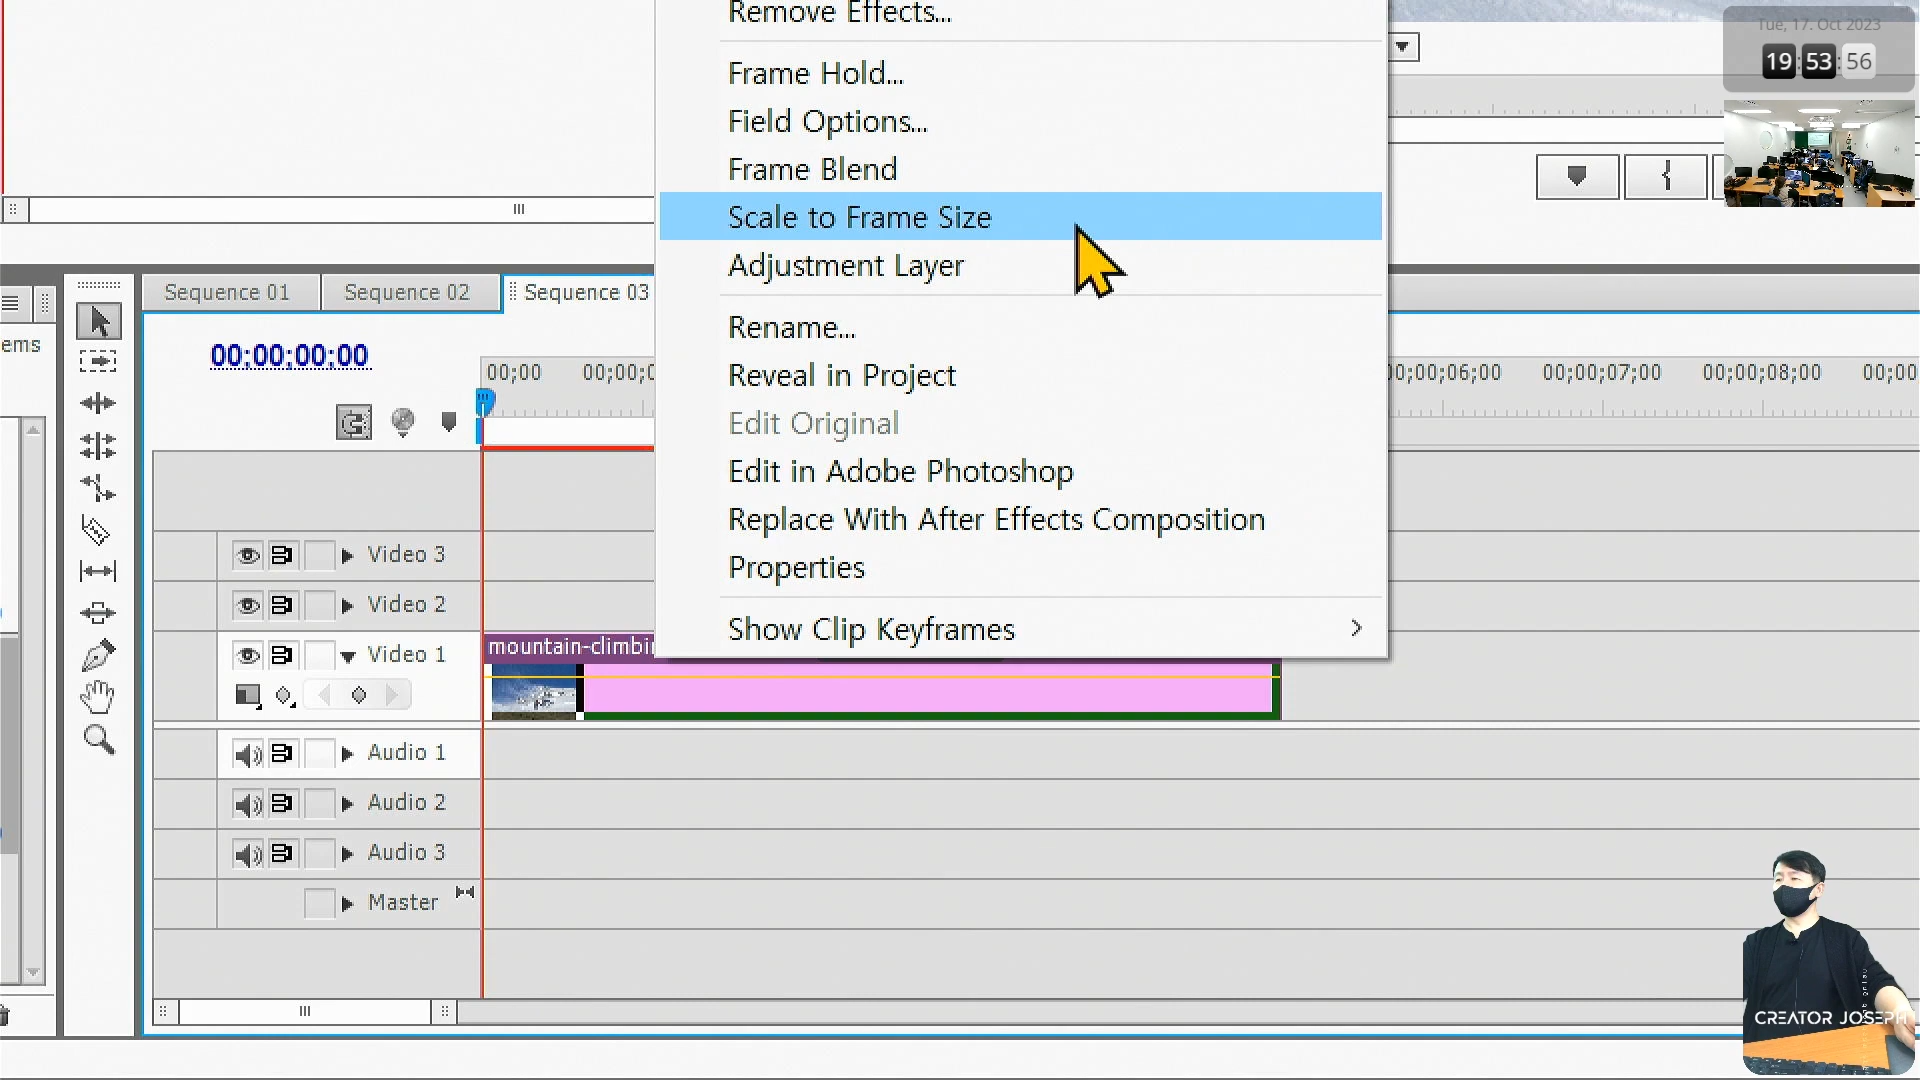 Remove Effects...
Frame Hold...
Field Options...
Frame Blend
Scale to Frame Size
Adjustment Layer
Rename...
Reveal in Project
Edit Original
Edit in Adobe Photoshop
Replace With After Effects Composition
Properties
Show Clip Keyframes
Tue, 17. Oct 2023
19:53:56
ems
Sequence 01
Sequence 02
Sequence 03
00;00;00;00
00;00
00;00;0
00;00;06;00
00;00;07;00
00;00;08;00
00;00
Video 3
Video 2
Video 1
mountain-climbin
Audio 1
Audio 2
Audio 3
Master
CREATOR JOSEPH